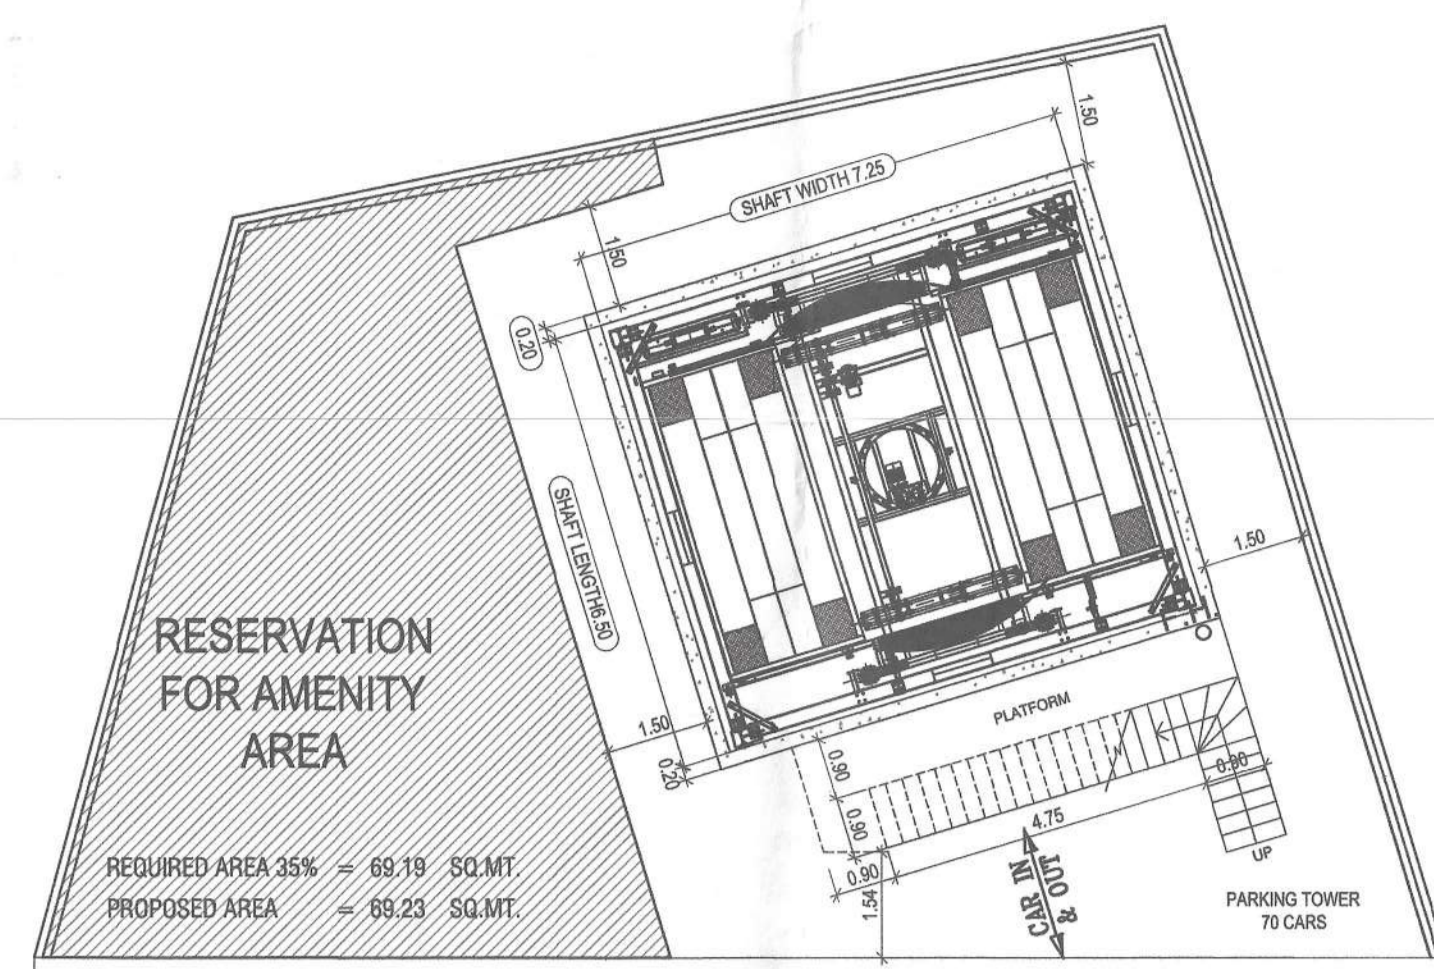 1.50
SHAFT WIDTH 7.25
1.50
0.20
SHAFT LENGTH6.50
1.50
RESERVATION
FOR AMENITY
AREA
1.50
0.20
PLATFORM
0.90
0.90
0.90
4.75
0.90
1.54
CAR IN
& OUT
UP
REQUIRED AREA 35% = 69.19 SQ.MT.
PROPOSED AREA = 69.23 SQ.MT.
PARKING TOWER
70 CARS